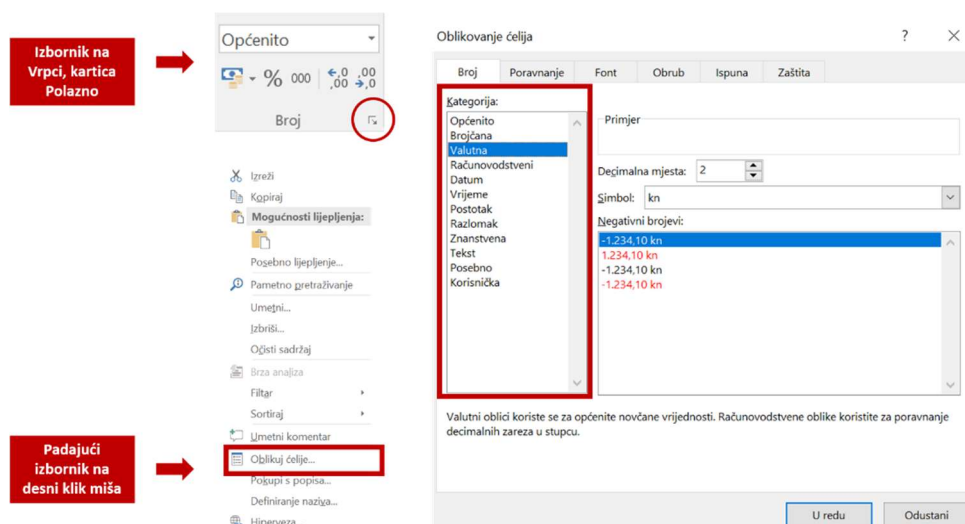 Izbornik na
Vrpci, kartica
Polazno
Općenito
% 000 ←,0 ,00
,00 →,0
Broj
Izreži
Kopiraj
Mogućnosti lijepljenja:
Posebno lijepljenje...
Pametno pretraživanje
Umetni...
Izbriši...
Očisti sadržaj
Brza analiza
Filtar
Sortiraj
Umetni komentar
Oblikuj ćelije...
Pokupi s popisa...
Definiranje naziva...
Hiperveza
Padajući
izbornik na
desni klik miša
Oblikovanje ćelija
? ×
Broj Poravnanje Font Obrub Ispuna Zaštita
Kategorija:
Općenito
Brojčana
Valutna
Računovodstveni
Datum
Vrijeme
Postotak
Razlomak
Znanstvena
Tekst
Posebno
Korisnička
Primjer
Decimalna mjesta: 2
Simbol: kn
Negativni brojevi:
-1.234,10 kn
1.234,10 kn
-1.234,10 kn
-1.234,10 kn
Valutni oblici koriste se za općenite novčane vrijednosti. Računovodstvene oblike koristite za poravnanje
decimalnih zareza u stupcu.
U redu Odustani